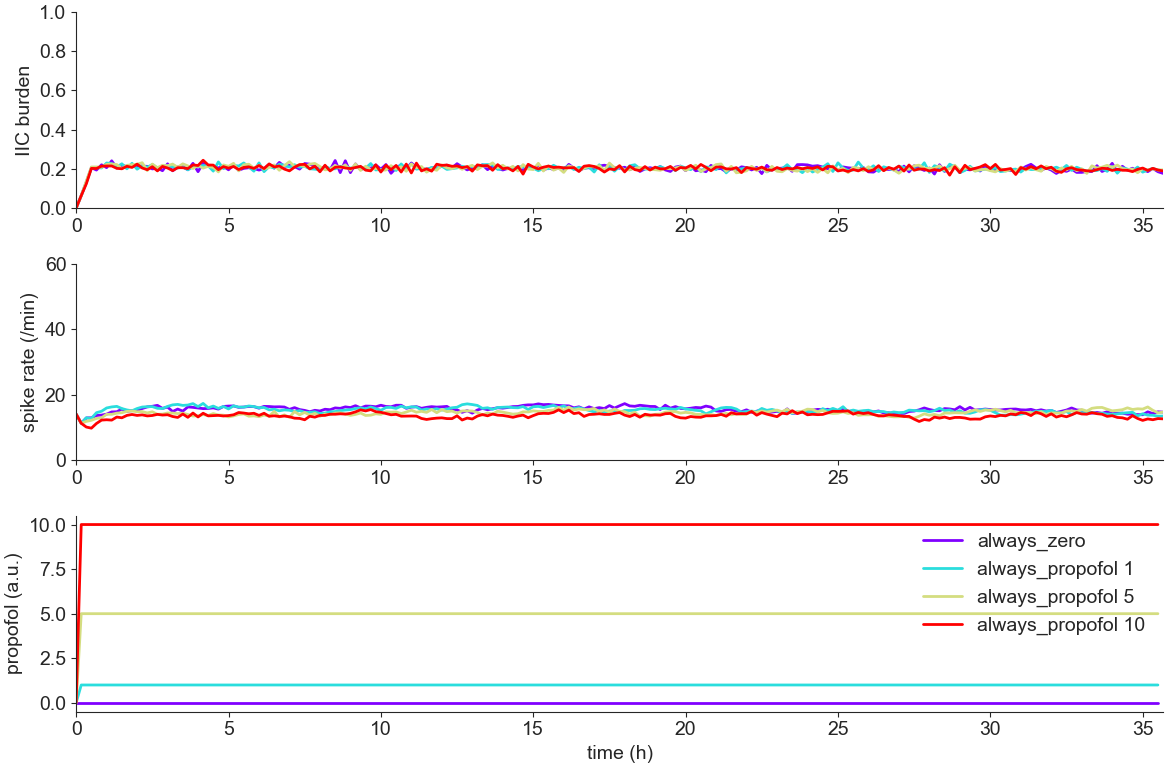 IIC burden
1.0
0.8
0.6
0.4
0.2
0.0
0 5 10 15 20 25 30 35
spike rate (/min)
60
40
20
0
0 5 10 15 20 25 30 35
propofol (a.u.)
10.0
7.5
5.0
2.5
0.0
always_zero
always_propofol 1
always_propofol 5
always_propofol 10
0 5 10 15 20 25 30 35
time (h)